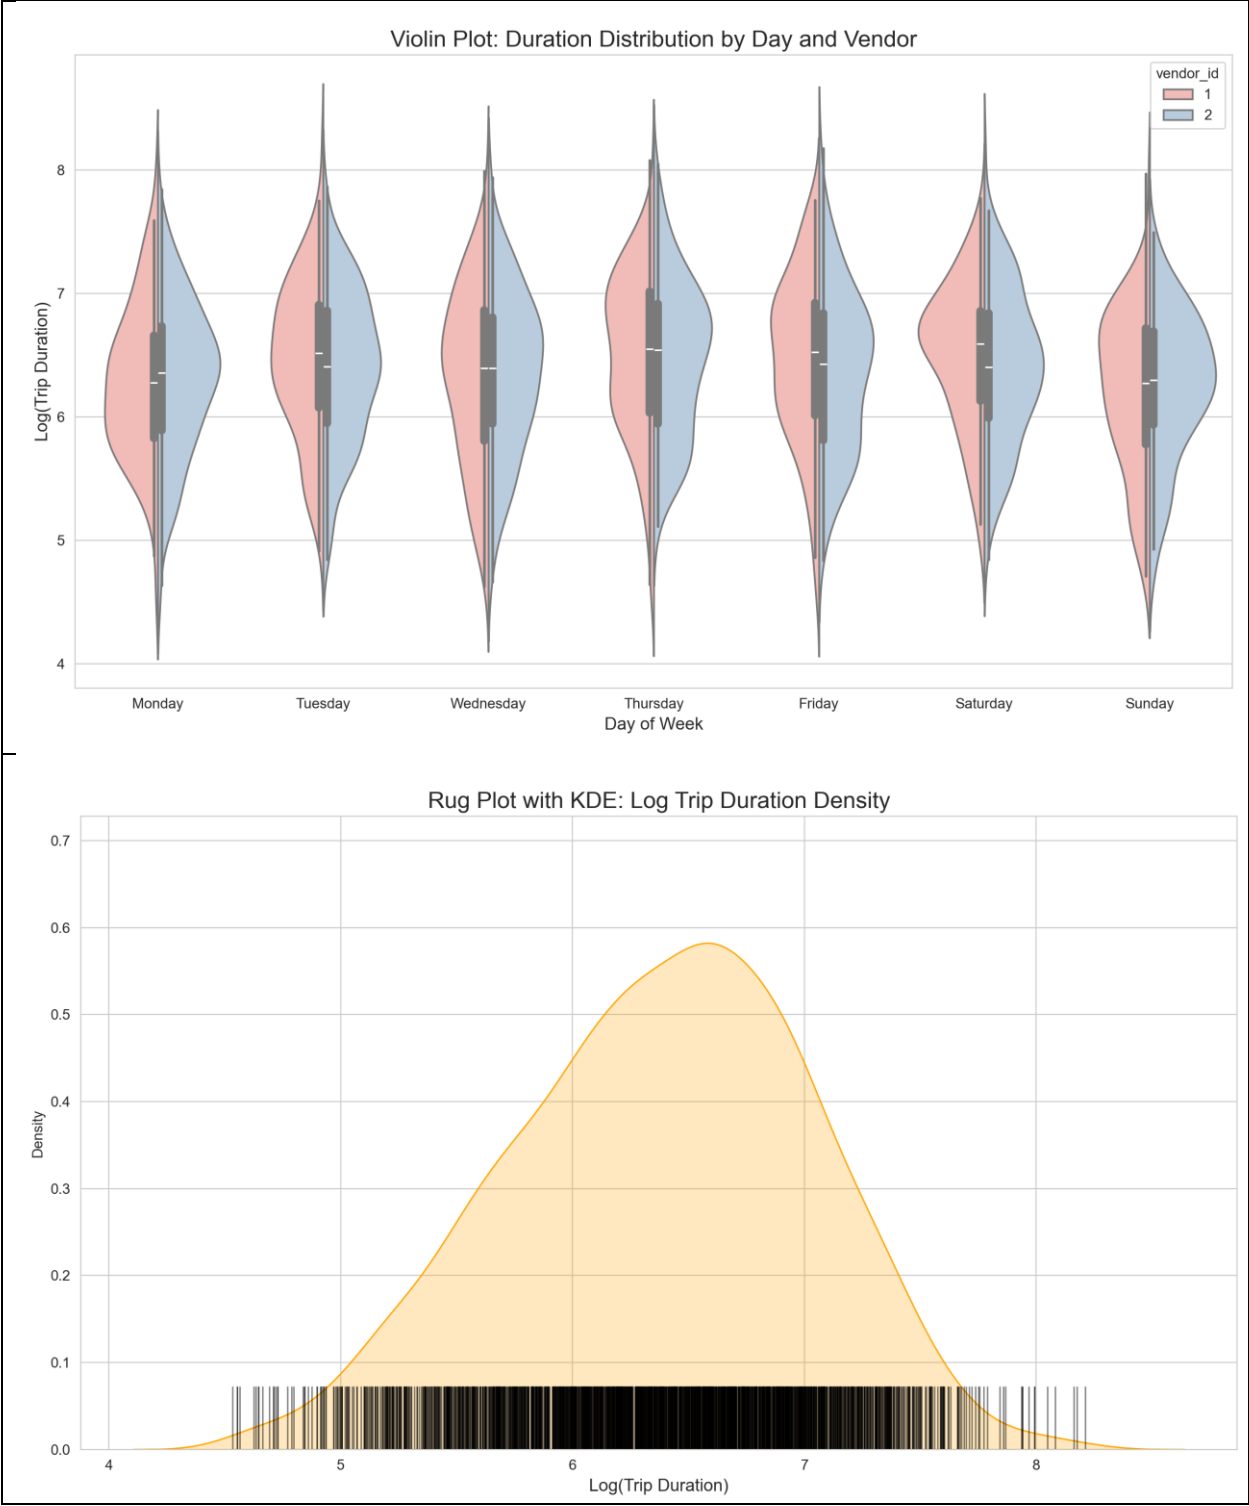 Violin Plot: Duration Distribution by Day and Vendor
vendor_id
1
2
8
7
6
5
4
Log(Trip Duration)
Monday Tuesday Wednesday Thursday Friday Saturday Sunday
Day of Week
Rug Plot with KDE: Log Trip Duration Density
0.7
0.6
0.5
0.4
0.3
0.2
0.1
0.0
Density
4 5 6 7 8
Log(Trip Duration)